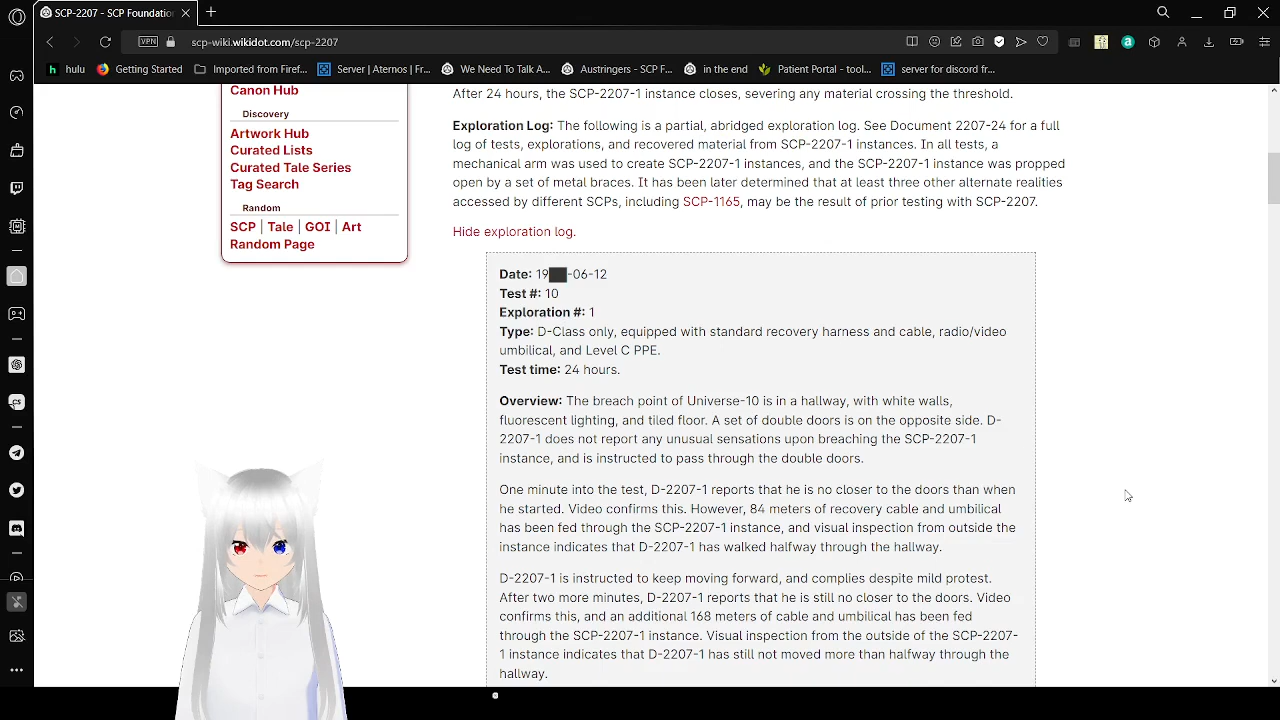 SCP-2207 - SCP Foundation
scp-wiki.wikidot.com/scp-2207
VPN
hulu
Getting Started
Imported from Firef...
Server | Aternos | Fr...
We Need To Talk A...
Austringers - SCP F...
in the end
Patient Portal - tool...
server for discord fr...
Canon Hub
Discovery
Artwork Hub
Curated Lists
Curated Tale Series
Tag Search
Random
SCP | Tale | GOI | Art
Random Page
After 24 hours, the SCP-2207-1 instance closes, severing any material crossing the threshold.
Exploration Log: The following is a partial, abridged exploration log. See Document 2207-24 for a full
log of tests, explorations, and recovered material from SCP-2207-1 instances. In all tests, a
mechanical arm was used to create SCP-2207-1 instances, and the SCP-2207-1 instance was propped
open by a set of metal braces. It has been later determined that at least three other alternate realities
accessed by different SCPs, including SCP-1165, may be the result of prior testing with SCP-2207.
Hide exploration log.
Date: 19██-06-12
Test #: 10
Exploration #: 1
Type: D-Class only, equipped with standard recovery harness and cable, radio/video
umbilical, and Level C PPE.
Test time: 24 hours.
Overview: The breach point of Universe-10 is in a hallway, with white walls,
fluorescent lighting, and tiled floor. A set of double doors is on the opposite side. D-
2207-1 does not report any unusual sensations upon breaching the SCP-2207-1
instance, and is instructed to pass through the double doors.
One minute into the test, D-2207-1 reports that he is no closer to the doors than when
he started. Video confirms this. However, 84 meters of recovery cable and umbilical
has been fed through the SCP-2207-1 instance, and visual inspection from outside the
instance indicates that D-2207-1 has walked halfway through the hallway.
D-2207-1 is instructed to keep moving forward, and complies despite mild protest.
After two more minutes, D-2207-1 reports that he is still no closer to the doors. Video
confirms this, and an additional 168 meters of cable and umbilical has been fed
through the SCP-2207-1 instance. Visual inspection from the outside of the SCP-2207-
1 instance indicates that D-2207-1 has still not moved more than halfway through the
hallway.